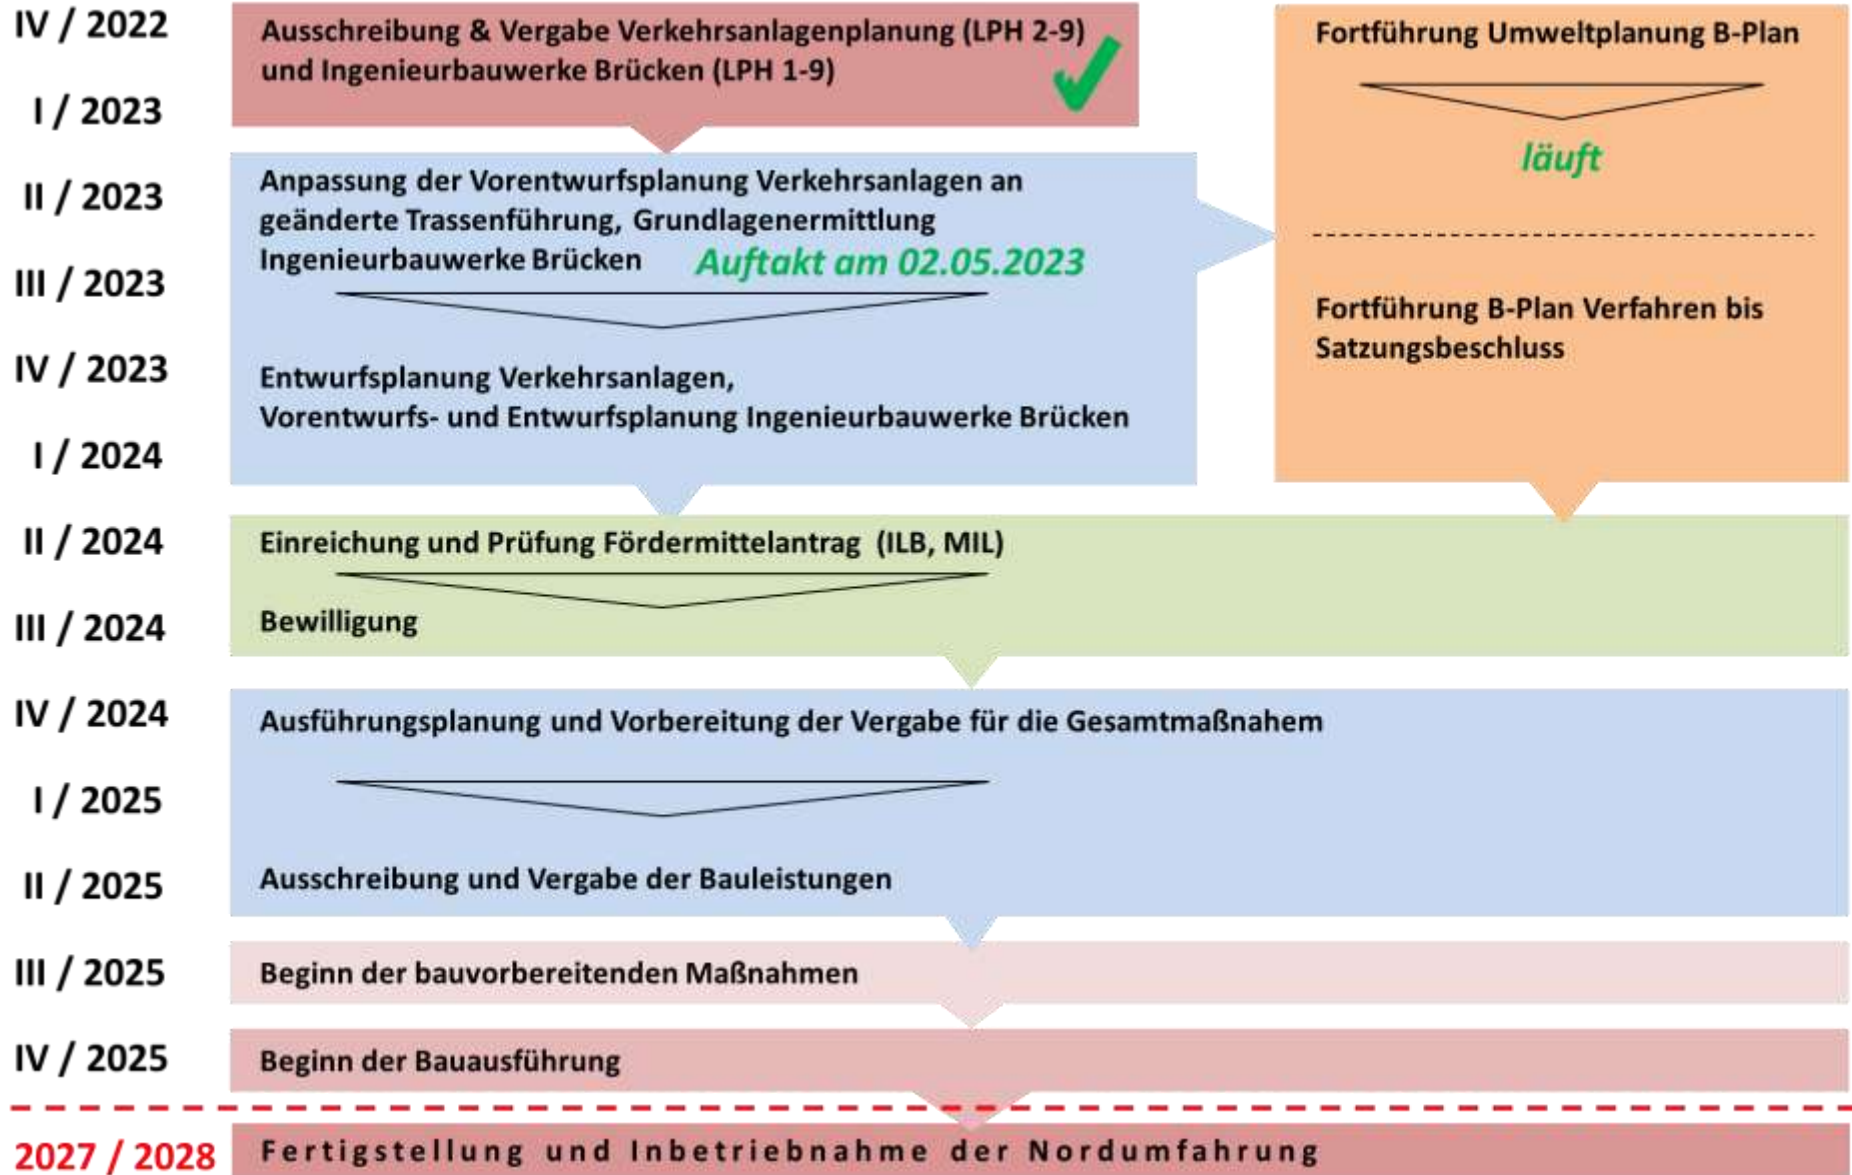 IV / 2022
Ausschreibung & Vergabe Verkehrsanlagenplanung (LPH 2-9)
und Ingenieurbauwerke Brücken (LPH 1-9)
Fortführung Umweltplanung B-Plan
I / 2023
läuft
II / 2023
Anpassung der Vorentwurfsplanung Verkehrsanlagen an
geänderte Trassenführung, Grundlagenermittlung
Ingenieurbauwerke Brücken
Auftakt am 02.05.2023
III / 2023
Fortführung B-Plan Verfahren bis
Satzungsbeschluss
IV / 2023
Entwurfsplanung Verkehrsanlagen,
Vorentwurfs- und Entwurfsplanung Ingenieurbauwerke Brücken
I / 2024
II / 2024
Einreichung und Prüfung Fördermittelantrag (ILB, MIL)
III / 2024
Bewilligung
IV / 2024
Ausführungsplanung und Vorbereitung der Vergabe für die Gesamtmaßnahem
I / 2025
II / 2025
Ausschreibung und Vergabe der Bauleistungen
III / 2025
Beginn der bauvorbereitenden Maßnahmen
IV / 2025
Beginn der Bauausführung
2027 / 2028
Fertigstellung und Inbetriebnahme der Nordumfahrung